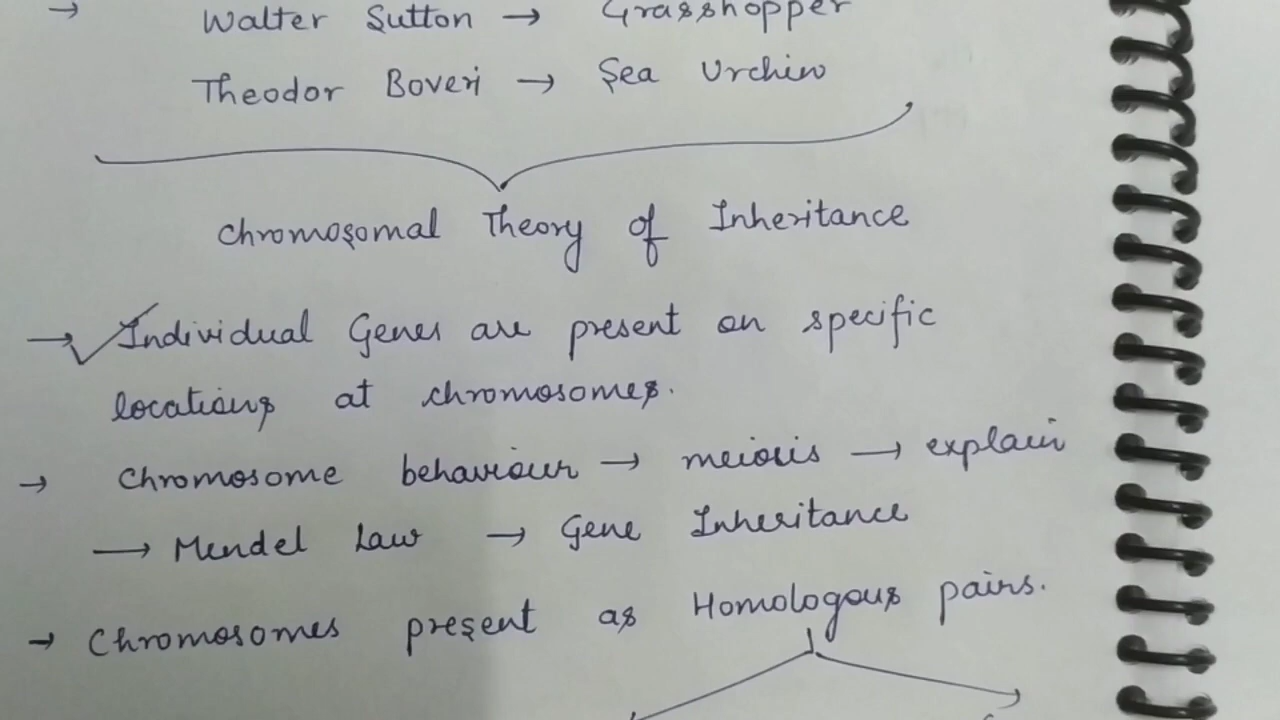 → Walter Sutton → Grasshopper
Theodor Boveri → Sea Urchin
Chromosomal Theory of Inheritance
→ ✓ Individual Genes are present on specific
locations at chromosomes.
→ Chromosome behaviour → meiosis → explain
→ Mendel Law → Gene Inheritance
→ Chromosomes present as Homologous pairs.